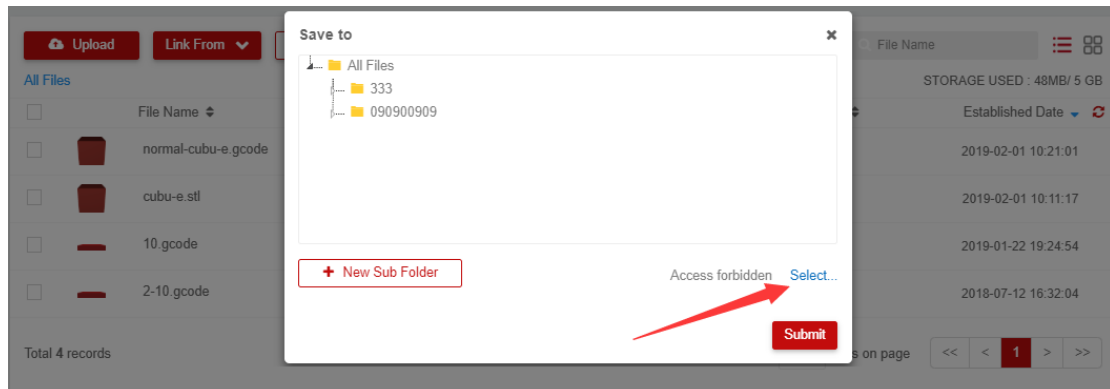 Upload
Link From
File Name
All Files
STORAGE USED : 48MB/ 5 GB
File Name
Established Date
normal-cubu-e.gcode
2019-02-01 10:21:01
cubu-e.stl
2019-02-01 10:11:17
10.gcode
2019-01-22 19:24:54
2-10.gcode
2018-07-12 16:32:04
Total 4 records
on page
<< < 1 > >>
Save to
All Files
333
090900909
+ New Sub Folder
Access forbidden Select...
Submit